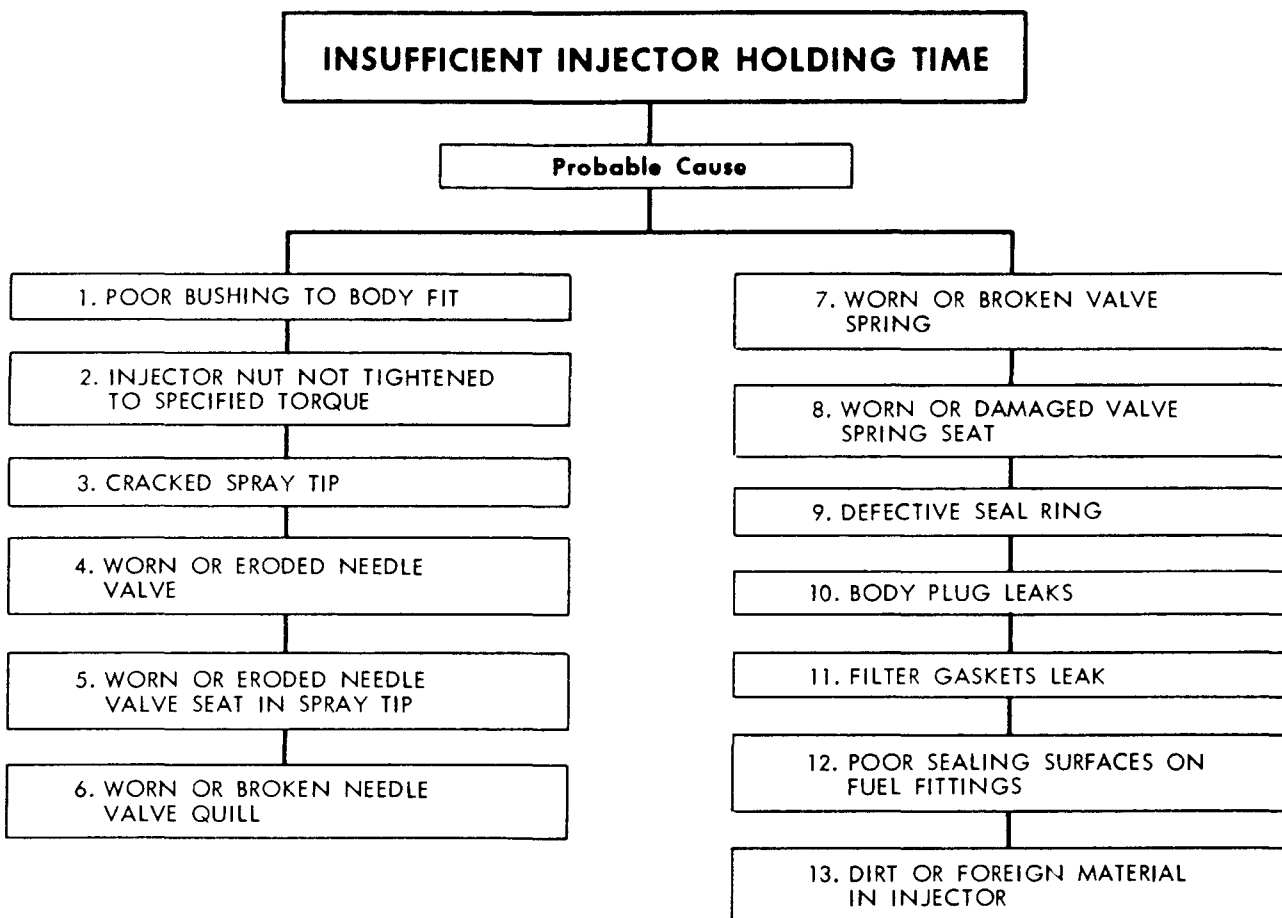 INSUFFICIENT INJECTOR HOLDING TIME
Probable Cause
1. POOR BUSHING TO BODY FIT
2. INJECTOR NUT NOT TIGHTENED
TO SPECIFIED TORQUE
3. CRACKED SPRAY TIP
4. WORN OR ERODED NEEDLE
VALVE
5. WORN OR ERODED NEEDLE
VALVE SEAT IN SPRAY TIP
6. WORN OR BROKEN NEEDLE
VALVE QUILL
7. WORN OR BROKEN VALVE
SPRING
8. WORN OR DAMAGED VALVE
SPRING SEAT
9. DEFECTIVE SEAL RING
10. BODY PLUG LEAKS
11. FILTER GASKETS LEAK
12. POOR SEALING SURFACES ON
FUEL FITTINGS
13. DIRT OR FOREIGN MATERIAL
IN INJECTOR